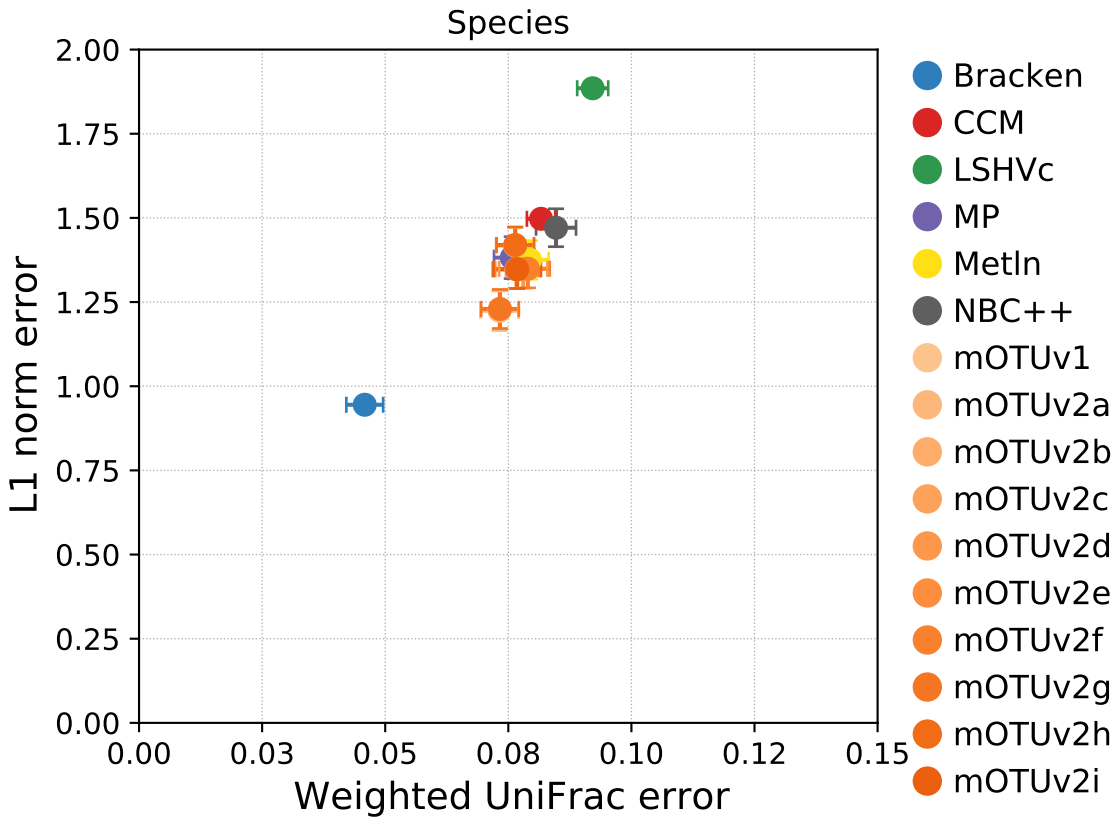 Species
2.00
1.75
1.50
1.25
1.00
0.75
0.50
0.25
0.00
L1 norm error
0.00 0.03 0.05 0.08 0.10 0.12 0.15
Weighted UniFrac error
Bracken
CCM
LSHVc
MP
Metln
NBC++
mOTUv1
mOTUv2a
mOTUv2b
mOTUv2c
mOTUv2d
mOTUv2e
mOTUv2f
mOTUv2g
mOTUv2h
mOTUv2i